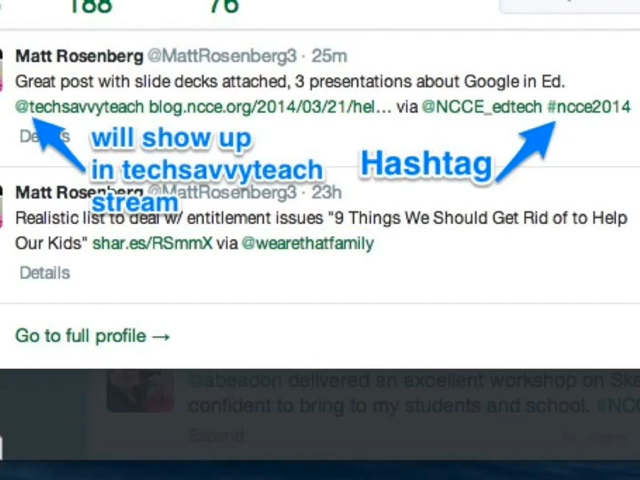 188 76
Matt Rosenberg @MattRosenberg3 · 25m
Great post with slide decks attached, 3 presentations about Google in Ed.
@techsavvyteach blog.ncce.org/2014/03/21/hel... via @NCCE_edtech #ncce2014
will show up
in techsavvyteach
stream
Hashtag
Matt Rosenberg @MattRosenberg3 · 23h
Realistic list to deal w/ entitlement issues "9 Things We Should Get Rid of to Help
Our Kids" shar.es/RSmmX via @wearethatfamily
Details
Go to full profile →
@abeadon delivered an excellent workshop on
confident to bring to my students and school.
Expand